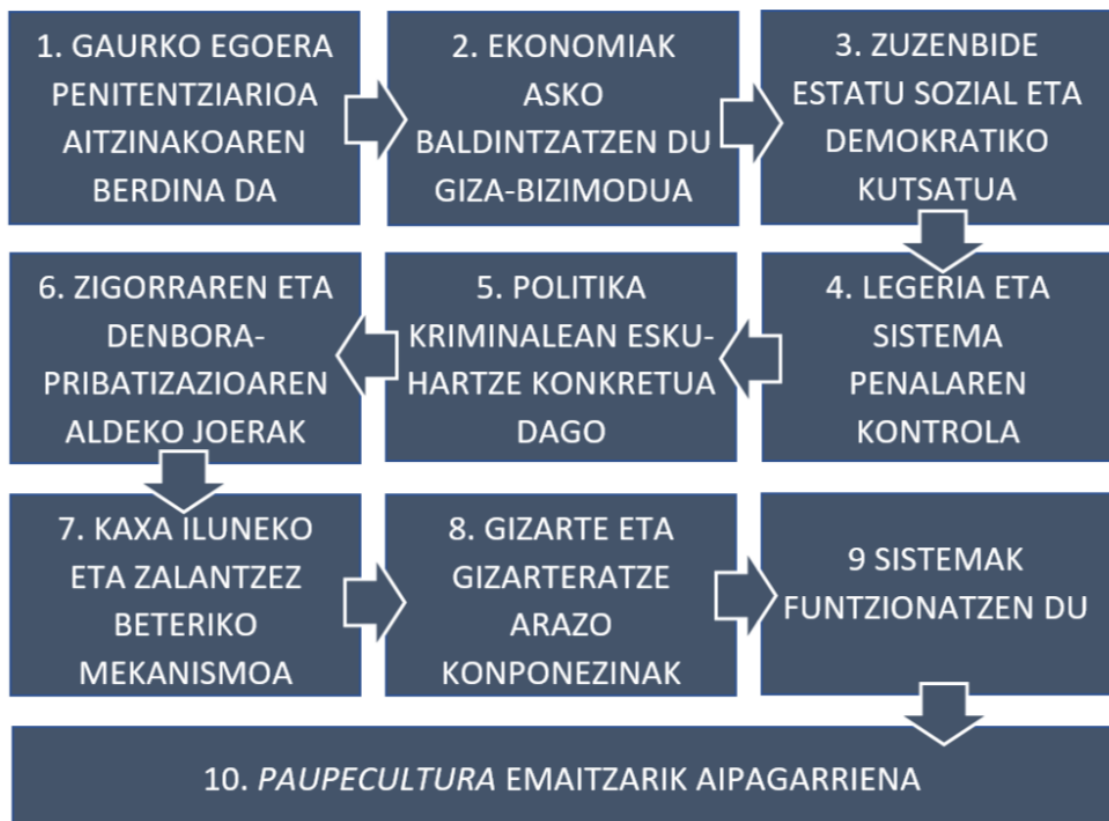 1. GAURKO EGOERA
PENITENTZIARIOA
AITZINAKOAREN
BERDINA DA
2. EKONOMIAK
ASKO
BALDINTZATZEN DU
GIZA-BIZIMODUA
3. ZUZENBIDE
ESTATU SOZIAL ETA
DEMOKRATIKO
KUTSATUA
4. LEGERIA ETA
SISTEMA
PENALAREN
KONTROLA
5. POLITIKA
KRIMINALEAN ESKU-
HARTZE KONKRETUA
DAGO
6. ZIGORRAREN ETA
DENBORA-
PRIBATIZAZIOAREN
ALDEKO JOERAK
7. KAXA ILUNEKO
ETA ZALANTZEZ
BETERIKO
MEKANISMOA
8. GIZARTE ETA
GIZARTERATZE
ARAZO
KONPONEZINAK
9 SISTEMAK
FUNTZIONATZEN DU
10. PAUPECULTURA EMAITZARIK AIPAGARRIENA